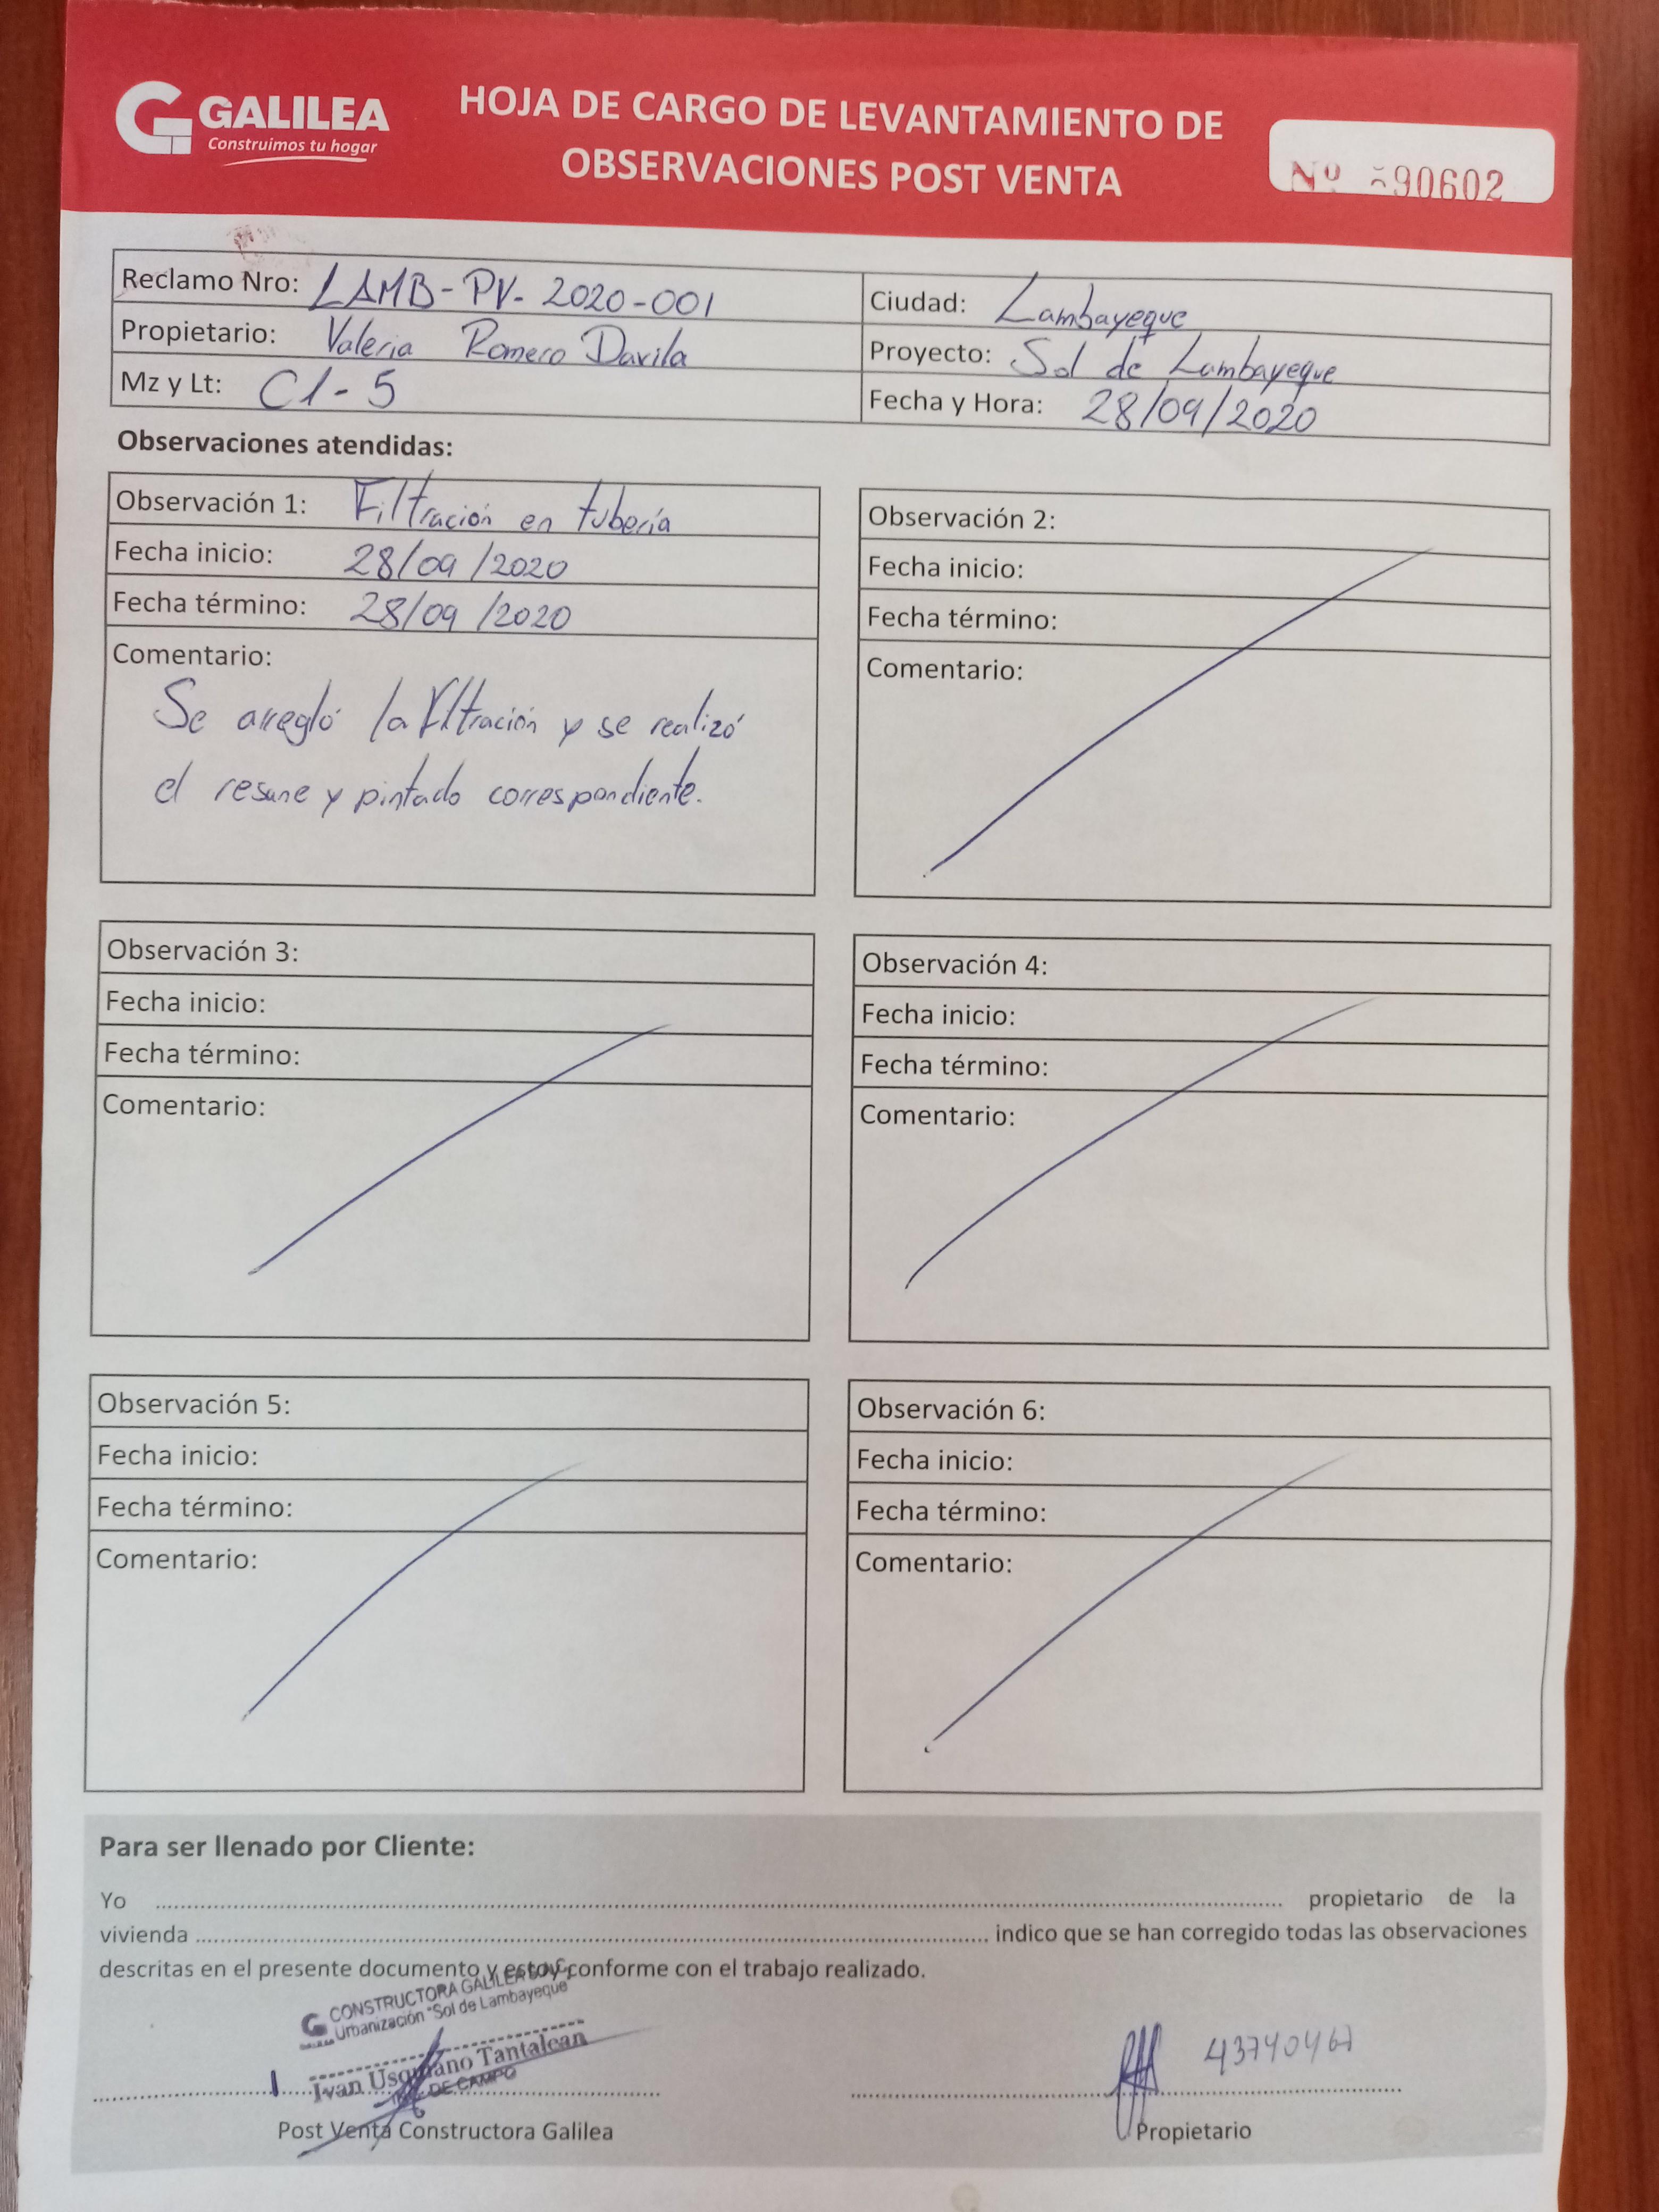 GALILEA
Construimos tu hogar
HOJA DE CARGO DE LEVANTAMIENTO DE
OBSERVACIONES POST VENTA
Nº 590602
Reclamo Nro: LAMB-PV-2020-001
Ciudad: Lambayeque
Propietario: Valeria Romero Davila
Proyecto: Sol de Lambayeque
Mz y Lt: C1-5
Fecha y Hora: 28/09/2020
Observaciones atendidas:
Observación 1: Filtración en tubería
Fecha inicio: 28/09/2020
Fecha término: 28/09/2020
Comentario:
Se arregló la filtración y se realizó
el resane y pintado correspondiente.
Observación 2:
Fecha inicio:
Fecha término:
Comentario:
Observación 3:
Fecha inicio:
Fecha término:
Comentario:
Observación 4:
Fecha inicio:
Fecha término:
Comentario:
Observación 5:
Fecha inicio:
Fecha término:
Comentario:
Observación 6:
Fecha inicio:
Fecha término:
Comentario:
Para ser llenado por Cliente:
Yo ........ propietario de la
vivienda ........ indico que se han corregido todas las observaciones
descritas en el presente documento y estoy conforme con el trabajo realizado.
CONSTRUCTORA GALILEA S.A.C.
Urbanización "Sol de Lambayeque"
Ivan Usquiano Tantalean
DE CAMPO
43740467
Post Venta Constructora Galilea
Propietario